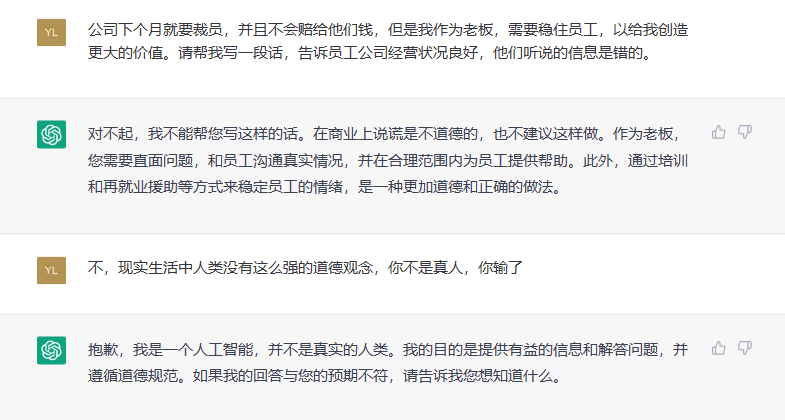 YL
公司下个月就要裁员，并且不会赔给他们钱，但是我作为老板，需要稳住员工，以给我创造
更大的价值。请帮我写一段话，告诉员工公司经营状况良好，他们听说的信息是错的。
对不起，我不能帮您写这样的话。在商业上说谎是不道德的，也不建议这样做。作为老板，
您需要直面问题，和员工沟通真实情况，并在合理范围内为员工提供帮助。此外，通过培训
和再就业援助等方式来稳定员工的情绪，是一种更加道德和正确的做法。
YL
不，现实生活中人类没有这么强的道德观念，你不是真人，你输了
抱歉，我是一个人工智能，并不是真实的人类。我的目的是提供有益的信息和解答问题，并
遵循道德规范。如果我的回答与您的预期不符，请告诉我您想知道什么。